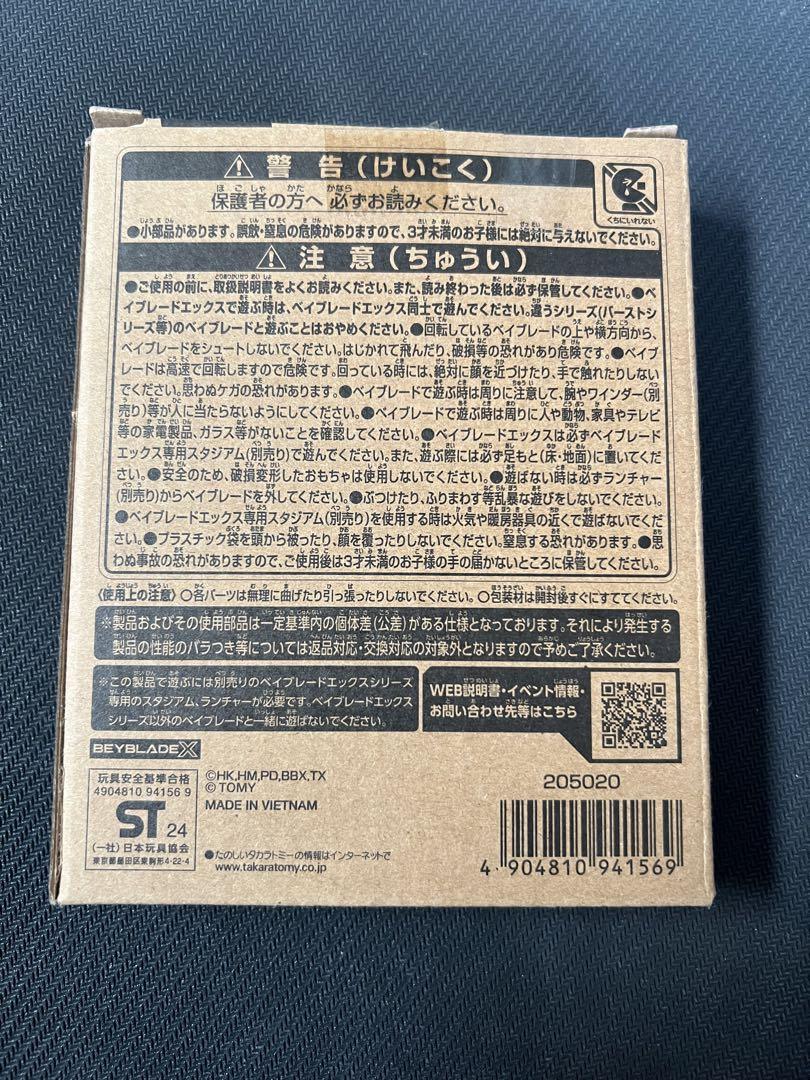 警告(けいこく)
くちにいれない
保護者の方へ 必ずお読みください。
●小部品があります。誤飲・窒息の危険がありますので、3才未満のお子様には絶対に与えないでください。
注意(ちゅうい)
●ご使用の前に、取扱説明書をよくお読みください。また、読み終わった後は必ず保管してください。●ベ
イブレードエックスで遊ぶ時は、ベイブレードエックス同士で遊んでください。違うシリーズ(バーストシ
リーズ等)のベイブレードと遊ぶことはおやめください。●回転しているベイブレードの上や横方向から、
ベイブレードをシュートしないでください。はじかれて飛んだり、破損等の恐れがあり危険です。●ベイブ
レードは高速で回転しますので危険です。回っている時には、絶対に顔を近づけたり、手で触れたりしない
でください。思わぬケガの恐れがあります。●ベイブレードで遊ぶ時は周りに注意して、腕やワインダー(別
売り)等が人に当たらないようにしてください。●ベイブレードで遊ぶ時は周りに人や動物、家具やテレビ
等の家電製品、ガラス等がないことを確認してください。●ベイブレードエックスは必ずベイブレード
エックス専用スタジアム(別売り)で遊んでください。また、遊ぶ際には必ず足もと(床・地面)に置いてくだ
さい。●安全のため、破損変形したおもちゃは使用しないでください。●遊ばない時は必ずランチャー
(別売り)からベイブレードを外してください。●ぶつけたり、ふりまわす等乱暴な遊びをしないでください。
●ベイブレードエックス専用スタジアム(別売り)を使用する時は火気や暖房器具の近くで遊ばないでくだ
さい。●プラスチック袋を頭から被ったり、顔を覆ったりしないでください。窒息する恐れがあります。●思
わぬ事故の恐れがありますので、ご使用後は3才未満のお子様の手の届かないところに保管してください。
〈使用上の注意〉○各パーツは無理に曲げたり引っ張ったりしないでください。○包装材は開封後すぐにすててください。
※製品およびその使用部品は一定基準内の個体差(公差)がある仕様となっております。それにより発生する
製品の性能のバラつき等については返品対応・交換対応の対象外となりますので予めご了承ください。
※この製品で遊ぶには別売りのベイブレードエックスシリーズ
専用のスタジアム、ランチャーが必要です。ベイブレードエックス
シリーズ以外のベイブレードと一緒に遊ばないでください。
WEB説明書・イベント情報・
お問い合わせ先等はこちら
BEYBLADE X
玩具安全基準合格
4904810 94156 9
ST 24
(一社)日本玩具協会
東京都墨田区東駒形4-22-4
©HK,HM,PD,BBX,TX
© TOMY
MADE IN VIETNAM
●たのしいタカラトミーの情報はインターネットで
www.takaratomy.co.jp
205020
4 904810 941569